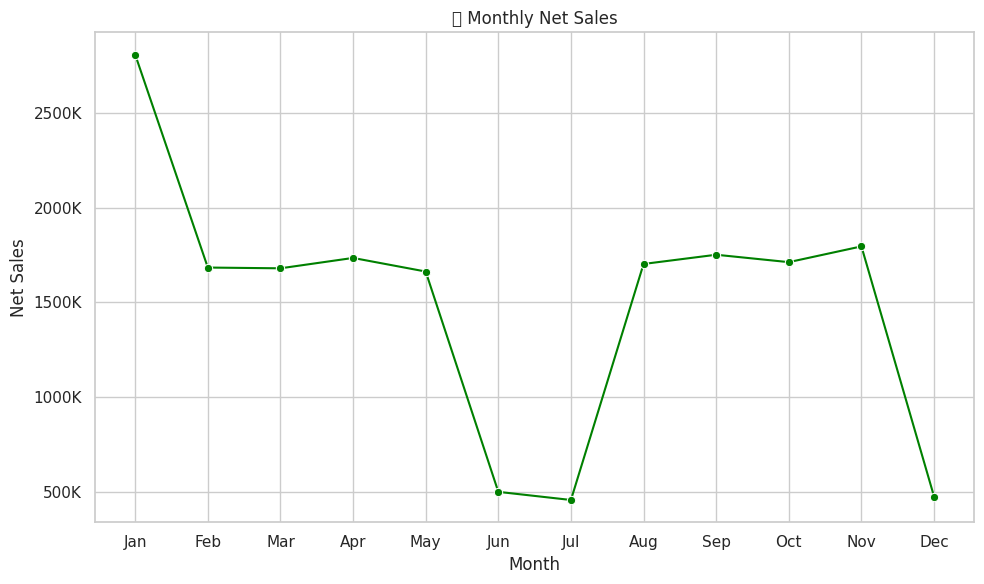 Monthly Net Sales
Net Sales
2500K
2000K
1500K
1000K
500K
Jan Feb Mar Apr May Jun Jul Aug Sep Oct Nov Dec
Month